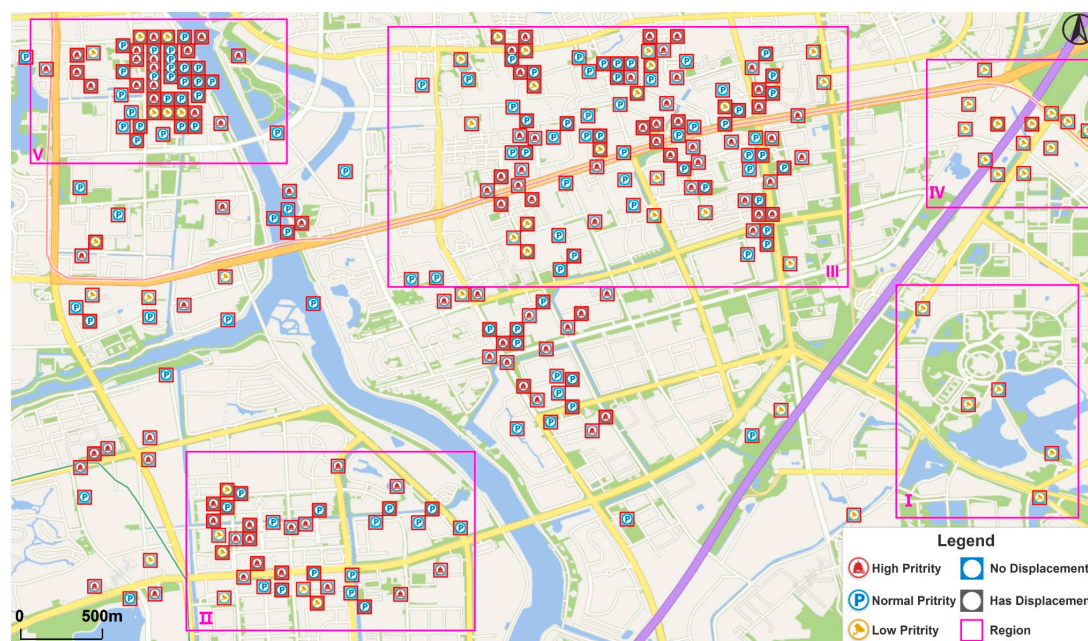 V
IV
III
I
II
0 500m
Legend
High Pritrity
No Displacement
Normal Pritrity
Has Displacement
Low Pritrity
Region